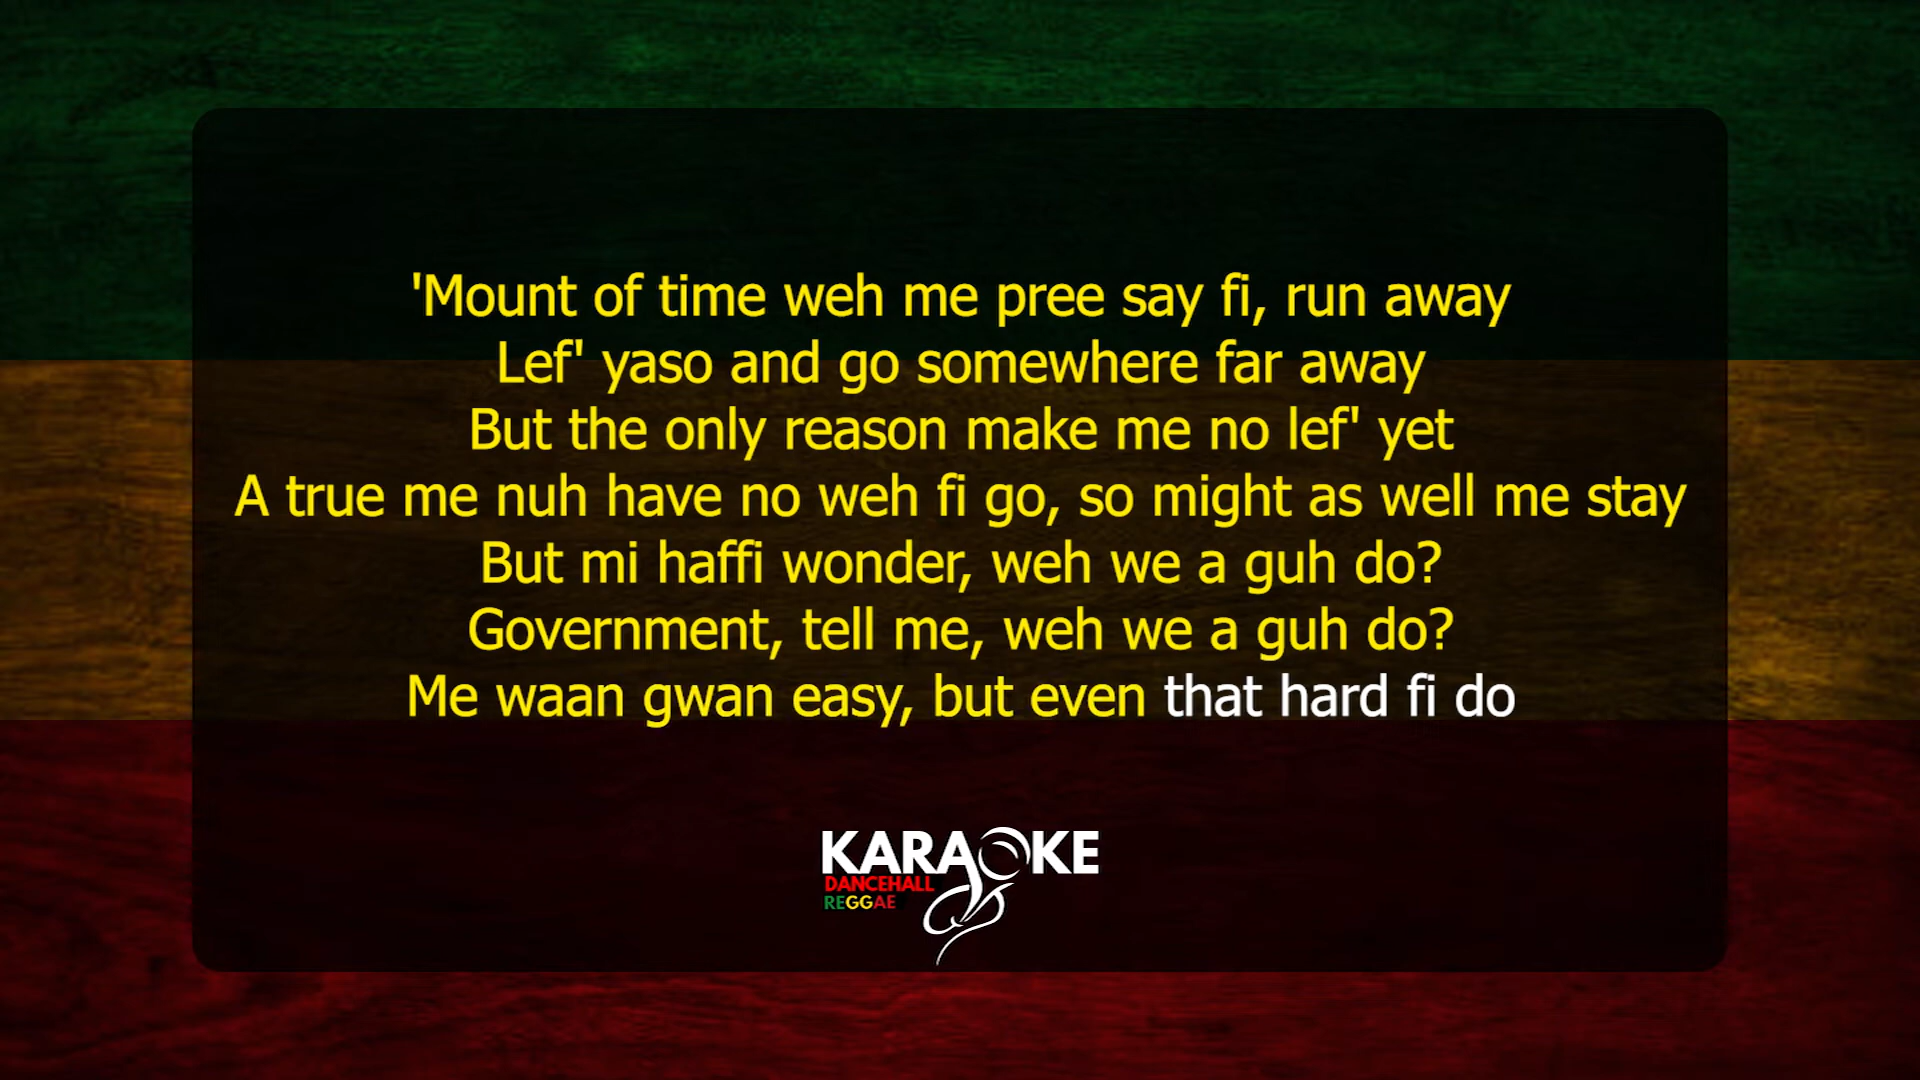 'Mount of time weh me pree say fi, run away
Lef' yaso and go somewhere far away
But the only reason make me no lef' yet
A true me nuh have no weh fi go, so might as well me stay
But mi haffi wonder, weh we a guh do?
Government, tell me, weh we a guh do?
Me waan gwan easy, but even that hard fi do
KARAOKE
DANCEHALL
REGGAE